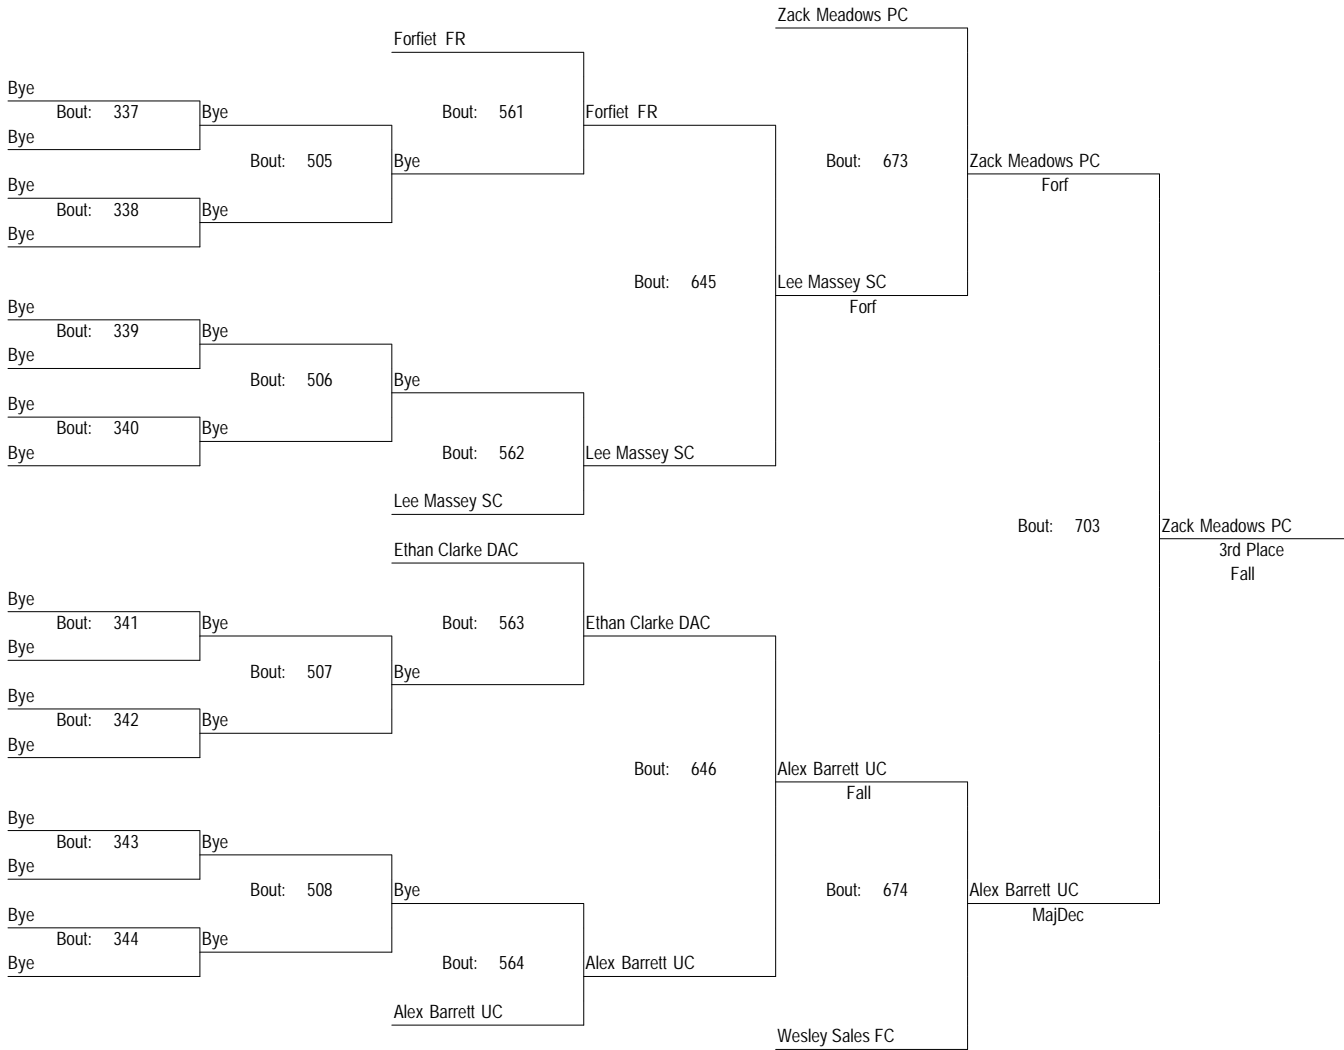 Zack Meadows PC
Forfiet FR
Bye
Bout: 337 Bye Bout: 561 Forfiet FR
Bye
Bout: 505 Bye Bout: 673 Zack Meadows PC
Bye Forf
Bout: 338 Bye
Bye
Bout: 645 Lee Massey SC
Bye Forf
Bout: 339 Bye
Bye
Bout: 506 Bye
Bye
Bout: 340 Bye
Bye Bout: 562 Lee Massey SC
Lee Massey SC
Bout: 703 Zack Meadows PC
Ethan Clarke DAC 3rd Place
Fall
Bye
Bout: 341 Bye Bout: 563 Ethan Clarke DAC
Bye
Bout: 507 Bye
Bye
Bout: 342 Bye
Bye
Bout: 646 Alex Barrett UC
Fall
Bye
Bout: 343 Bye
Bye
Bout: 508 Bye Bout: 674 Alex Barrett UC
Bye MajDec
Bout: 344 Bye
Bye Bout: 564 Alex Barrett UC
Alex Barrett UC
Wesley Sales FC